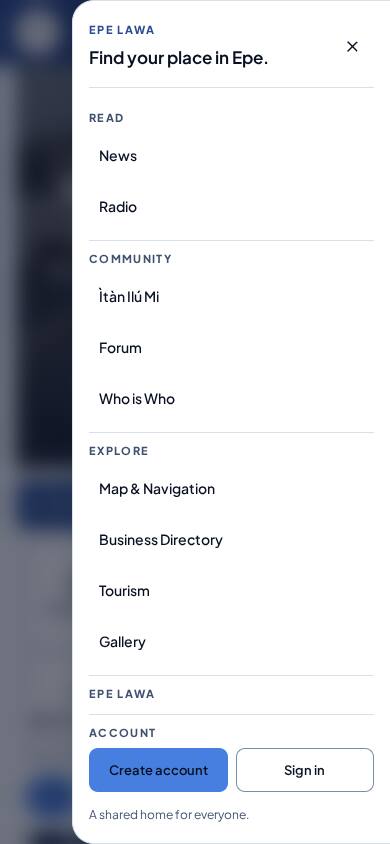 EPE LAWA
Find your place in Epe.
READ
News
Radio
COMMUNITY
Ìtàn Ilú Mi
Forum
Who is Who
EXPLORE
Map & Navigation
Business Directory
Tourism
Gallery
EPE LAWA
ACCOUNT
Create account
Sign in
A shared home for everyone.